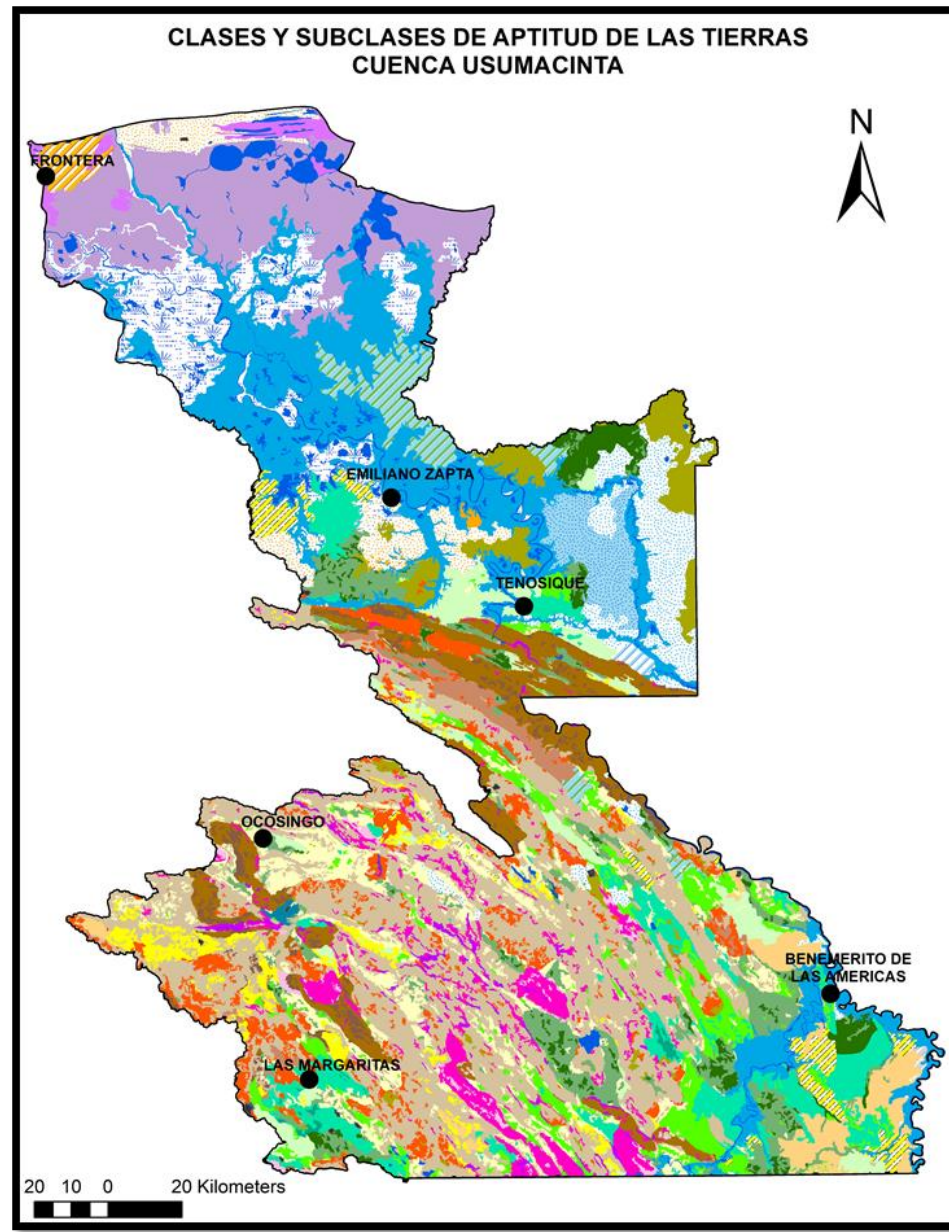 CLASES Y SUBCLASES DE APTITUD DE LAS TIERRAS
CUENCA USUMACINTA
N
FRONTERA
EMILIANO ZAPTA
TENOSIQUE
OCOSINGO
BENEMERITO DE
LAS AMERICAS
LAS MARGARITAS
20 10 0 20 Kilometers